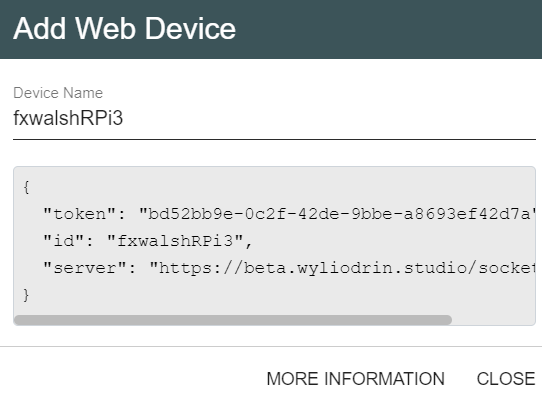 Add Web Device
Device Name
fxwalshRPi3
{
"token": "bd52bb9e-0c2f-42de-9bbe-a8693ef42d7a"
"id": "fxwalshRPi3",
"server": "https://beta.wyliodrin.studio/socket
}
MORE INFORMATION CLOSE